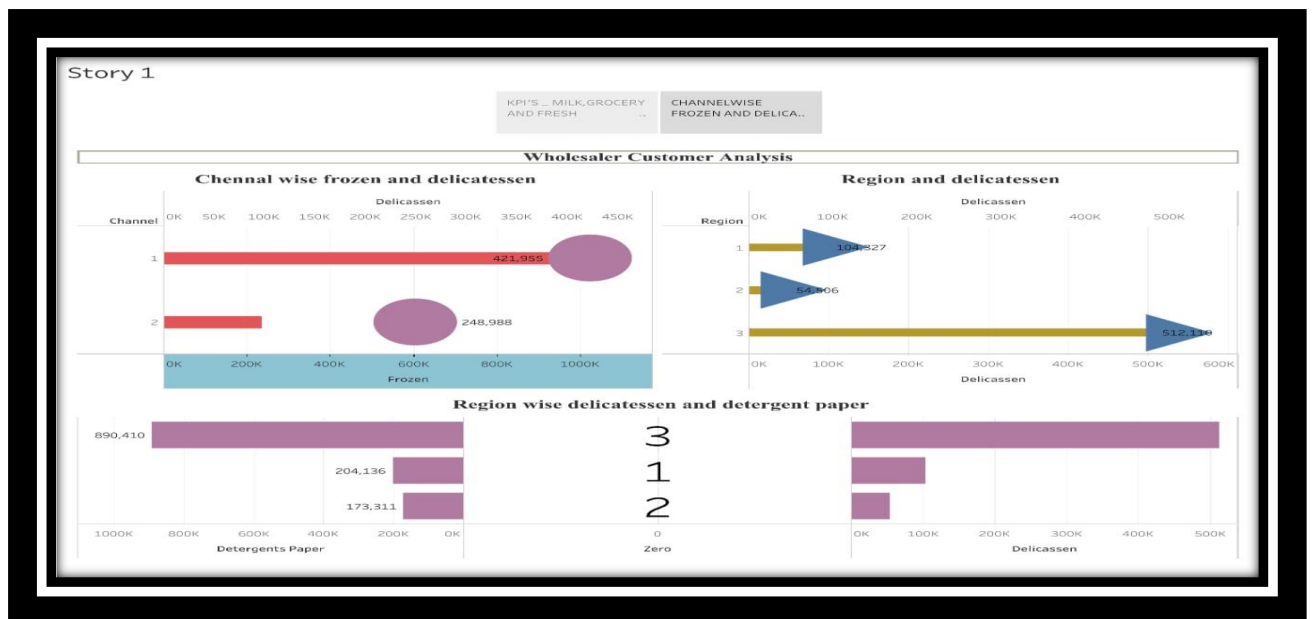 Story 1
KPI'S _ MILK,GROCERY
AND FRESH ..
CHANNELWISE
FROZEN AND DELICA..
Wholesaler Customer Analysis
Chennal wise frozen and delicatessen
Delicassen
Channel 0K 50K 100K 150K 200K 250K 300K 350K 400K 450K
1 421,955
2 248,988
0K 200K 400K 600K 800K 1000K
Frozen
Region and delicatessen
Delicassen
Region 0K 100K 200K 300K 400K 500K
1 104,327
2 54,506
3 512,110
0K 100K 200K 300K 400K 500K 600K
Delicassen
Region wise delicatessen and detergent paper
890,410 3
204,136 1
173,311 2
1000K 800K 600K 400K 200K 0K 0 0K 100K 200K 300K 400K 500K
Detergents Paper Zero Delicassen